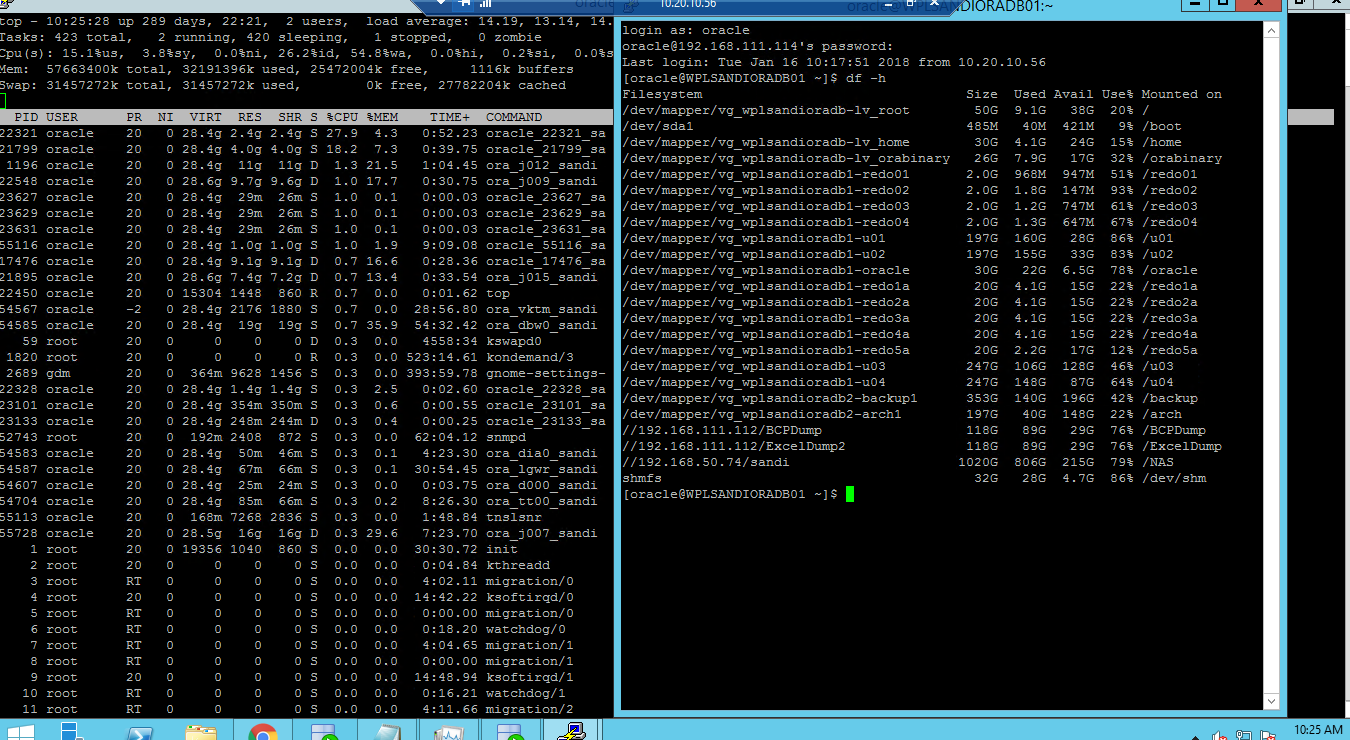 10.20.10.56
oracle@WPLSANDIORADB01:~
top - 10:25:28 up 289 days, 22:21,  2 users,  load average: 14.19, 13.14, 14.
Tasks: 423 total,   2 running, 420 sleeping,   1 stopped,   0 zombie
Cpu(s): 15.1%us,  3.8%sy,  0.0%ni, 26.2%id, 54.8%wa,  0.0%hi,  0.2%si,  0.0%s
Mem:  57663400k total, 32191396k used, 25472004k free,     1116k buffers
Swap: 31457272k total, 31457272k used,        0k free, 27782204k cached
PID USER      PR  NI  VIRT  RES  SHR S %CPU %MEM    TIME+  COMMAND
22321 oracle    20   0 28.4g 2.4g 2.4g S 27.9  4.3   0:52.23 oracle_22321_sa
21799 oracle    20   0 28.4g 4.0g 4.0g S 18.2  7.3   0:39.75 oracle_21799_sa
1196 oracle    20   0 28.4g  11g  11g D  1.3 21.5   1:04.45 ora_j012_sandi
22548 oracle    20   0 28.6g 9.7g 9.6g D  1.0 17.7   0:30.75 ora_j009_sandi
23627 oracle    20   0 28.4g  29m  26m S  1.0  0.1   0:00.03 oracle_23627_sa
23629 oracle    20   0 28.4g  29m  26m S  1.0  0.1   0:00.03 oracle_23629_sa
23631 oracle    20   0 28.4g  29m  26m S  1.0  0.1   0:00.03 oracle_23631_sa
55116 oracle    20   0 28.4g 1.0g 1.0g S  1.0  1.9   9:09.08 oracle_55116_sa
17476 oracle    20   0 28.4g 9.1g 9.1g D  0.7 16.6   0:28.36 oracle_17476_sa
21895 oracle    20   0 28.6g 7.4g 7.2g D  0.7 13.4   0:33.54 ora_j015_sandi
22450 oracle    20   0 15304 1448  860 R  0.7  0.0   0:01.62 top
54567 oracle    -2   0 28.4g 2176 1880 S  0.7  0.0  28:56.80 ora_vktm_sandi
54585 oracle    20   0 28.4g  19g  19g S  0.7 35.9  54:32.42 ora_dbw0_sandi
59 root      20   0     0    0    0 D  0.3  0.0   4558:34 kswapd0
1820 root      20   0     0    0    0 R  0.3  0.0 523:14.61 kondemand/3
2689 gdm       20   0  364m 9628 1456 S  0.3  0.0 393:59.78 gnome-settings-
22328 oracle    20   0 28.4g 1.4g 1.4g S  0.3  2.5   0:02.60 oracle_22328_sa
23101 oracle    20   0 28.4g 354m 350m S  0.3  0.6   0:00.55 oracle_23101_sa
23133 oracle    20   0 28.4g 248m 244m D  0.3  0.4   0:00.25 oracle_23133_sa
52743 root      20   0  192m 2408  872 S  0.3  0.0  62:04.12 snmpd
54583 oracle    20   0 28.4g  50m  46m S  0.3  0.1   4:23.30 ora_dia0_sandi
54587 oracle    20   0 28.4g  67m  66m S  0.3  0.1  30:54.45 ora_lgwr_sandi
54607 oracle    20   0 28.4g  25m  24m S  0.3  0.0   0:03.75 ora_d000_sandi
54704 oracle    20   0 28.4g  85m  66m S  0.3  0.2   8:26.30 ora_tt00_sandi
55113 oracle    20   0  168m 7268 2836 S  0.3  0.0   1:48.84 tnslsnr
55728 oracle    20   0 28.5g  16g  16g D  0.3 29.6   7:23.70 ora_j007_sandi
1 root      20   0 19356 1040  860 S  0.0  0.0  30:30.72 init
2 root      20   0     0    0    0 S  0.0  0.0   0:04.84 kthreadd
3 root      RT   0     0    0    0 S  0.0  0.0   4:02.11 migration/0
4 root      20   0     0    0    0 S  0.0  0.0  14:42.22 ksoftirqd/0
5 root      RT   0     0    0    0 S  0.0  0.0   0:00.00 migration/0
6 root      RT   0     0    0    0 S  0.0  0.0   0:18.20 watchdog/0
7 root      RT   0     0    0    0 S  0.0  0.0   4:04.65 migration/1
8 root      RT   0     0    0    0 S  0.0  0.0   0:00.00 migration/1
9 root      20   0     0    0    0 S  0.0  0.0  14:48.94 ksoftirqd/1
10 root      RT   0     0    0    0 S  0.0  0.0   0:16.21 watchdog/1
11 root      RT   0     0    0    0 S  0.0  0.0   4:11.66 migration/2
login as: oracle
oracle@192.168.111.114's password:
Last login: Tue Jan 16 10:17:51 2018 from 10.20.10.56
[oracle@WPLSANDIORADB01 ~]$ df -h
Filesystem                                 Size  Used Avail Use% Mounted on
/dev/mapper/vg_wplsandioradb-lv_root        50G  9.1G   38G  20% /
/dev/sda1                                  485M   40M  421M   9% /boot
/dev/mapper/vg_wplsandioradb-lv_home        30G  4.1G   24G  15% /home
/dev/mapper/vg_wplsandioradb-lv_orabinary   26G  7.9G   17G  32% /orabinary
/dev/mapper/vg_wplsandioradb1-redo01       2.0G  968M  947M  51% /redo01
/dev/mapper/vg_wplsandioradb1-redo02       2.0G  1.8G  147M  93% /redo02
/dev/mapper/vg_wplsandioradb1-redo03       2.0G  1.2G  747M  61% /redo03
/dev/mapper/vg_wplsandioradb1-redo04       2.0G  1.3G  647M  67% /redo04
/dev/mapper/vg_wplsandioradb1-u01          197G  160G   28G  86% /u01
/dev/mapper/vg_wplsandioradb1-u02          197G  155G   33G  83% /u02
/dev/mapper/vg_wplsandioradb1-oracle        30G   22G  6.5G  78% /oracle
/dev/mapper/vg_wplsandioradb1-redo1a        20G  4.1G   15G  22% /redo1a
/dev/mapper/vg_wplsandioradb1-redo2a        20G  4.1G   15G  22% /redo2a
/dev/mapper/vg_wplsandioradb1-redo3a        20G  4.1G   15G  22% /redo3a
/dev/mapper/vg_wplsandioradb1-redo4a        20G  4.1G   15G  22% /redo4a
/dev/mapper/vg_wplsandioradb1-redo5a        20G  2.2G   17G  12% /redo5a
/dev/mapper/vg_wplsandioradb1-u03          247G  106G  128G  46% /u03
/dev/mapper/vg_wplsandioradb1-u04          247G  148G   87G  64% /u04
/dev/mapper/vg_wplsandioradb2-backup1      353G  140G  196G  42% /backup
/dev/mapper/vg_wplsandioradb2-arch1        197G   40G  148G  22% /arch
//192.168.111.112/BCPDump                  118G   89G   29G  76% /BCPDump
//192.168.111.112/ExcelDump2               118G   89G   29G  76% /ExcelDump
//192.168.50.74/sandi                     1020G  806G  215G  79% /NAS
shmfs                                       32G   28G  4.7G  86% /dev/shm
[oracle@WPLSANDIORADB01 ~]$
10:25 AM